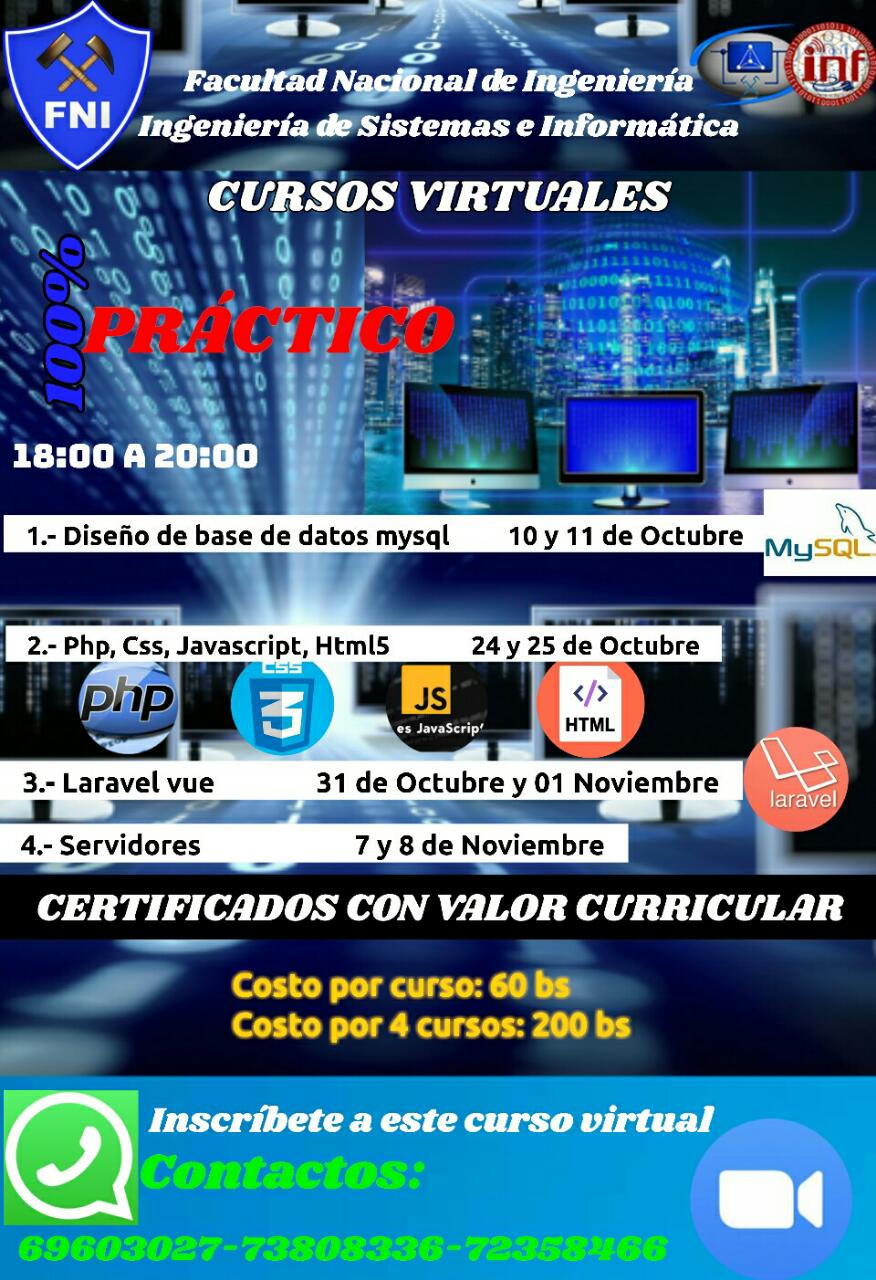 FNI
Facultad Nacional de Ingeniería
Ingeniería de Sistemas e Informática
inf
CURSOS VIRTUALES
100%
PRÁCTICO
18:00 A 20:00
1.- Diseño de base de datos mysql 10 y 11 de Octubre
MySQL
2.- Php, Css, Javascript, Html5 24 y 25 de Octubre
php
CSS
3
JS
es JavaScrip
HTML
3.- Laravel vue 31 de Octubre y 01 Noviembre
laravel
4.- Servidores 7 y 8 de Noviembre
CERTIFICADOS CON VALOR CURRICULAR
Costo por curso: 60 bs
Costo por 4 cursos: 200 bs
Inscríbete a este curso virtual
Contactos:
69603027-73808336-72358466